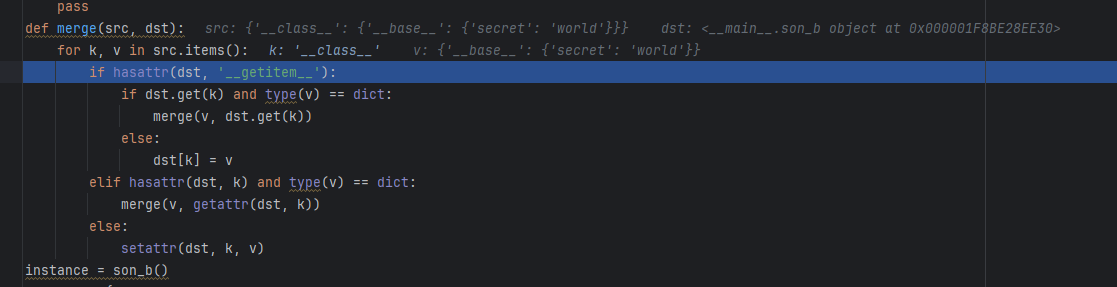 pass
def merge(src, dst):   src: {'__class__': {'__base__': {'secret': 'world'}}}    dst: <__main__.son_b object at 0x000001F8BE28EE30>
for k, v in src.items():   k: '__class__'    v: {'__base__': {'secret': 'world'}}
if hasattr(dst, '__getitem__'):
if dst.get(k) and type(v) == dict:
merge(v, dst.get(k))
else:
dst[k] = v
elif hasattr(dst, k) and type(v) == dict:
merge(v, getattr(dst, k))
else:
setattr(dst, k, v)
instance = son_b()